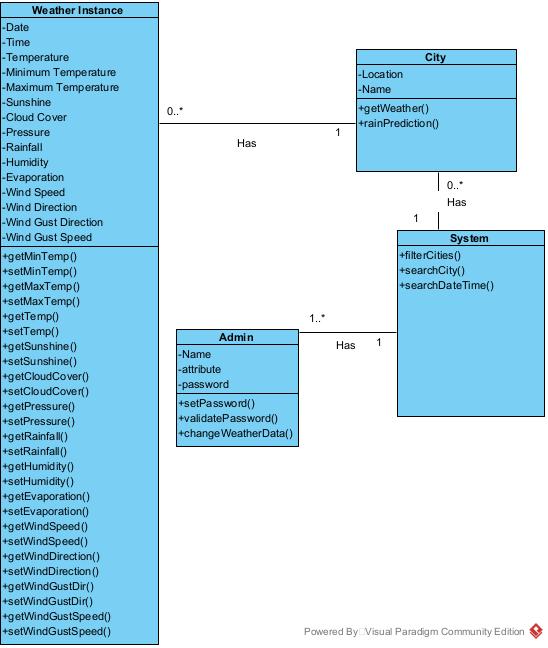 Weather Instance
-Date
-Time
-Temperature
-Minimum Temperature
-Maximum Temperature
-Sunshine
-Cloud Cover
-Pressure
-Rainfall
-Humidity
-Evaporation
-Wind Speed
-Wind Direction
-Wind Gust Direction
-Wind Gust Speed
+getMinTemp()
+setMinTemp()
+getMaxTemp()
+setMaxTemp()
+getTemp()
+setTemp()
+getSunshine()
+setSunshine()
+getCloudCover()
+setCloudCover()
+getPressure()
+setPressure()
+getRainfall()
+setRainfall()
+getHumidity()
+setHumidity()
+getEvaporation()
+setEvaporation()
+getWindSpeed()
+setWindSpeed()
+getWindDirection()
+setWindDirection()
+getWindGustDir()
+setWindGustDir()
+getWindGustSpeed()
+setWindGustSpeed()
0..*
Has
1
City
-Location
-Name
+getWeather()
+rainPrediction()
0..*
Has
1
System
+filterCities()
+searchCity()
+searchDateTime()
1..*
Has
1
Admin
-Name
-attribute
-password
+setPassword()
+validatePassword()
+changeWeatherData()
Powered By Visual Paradigm Community Edition